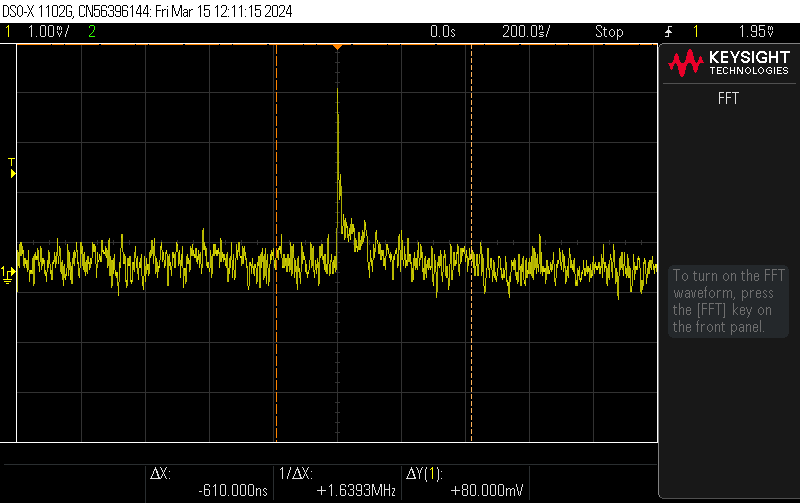 DSO-X 1102G, CN56396144: Fri Mar 15 12:11:15 2024
1 1.00V/ 2 0.0s 200.0ns/ Stop 1 1.95V
KEYSIGHT
TECHNOLOGIES
FFT
T
1
To turn on the FFT
waveform, press
the [FFT] key on
the front panel.
ΔX: 1/ΔX: ΔY(1):
-610.000ns +1.6393MHz +80.000mV